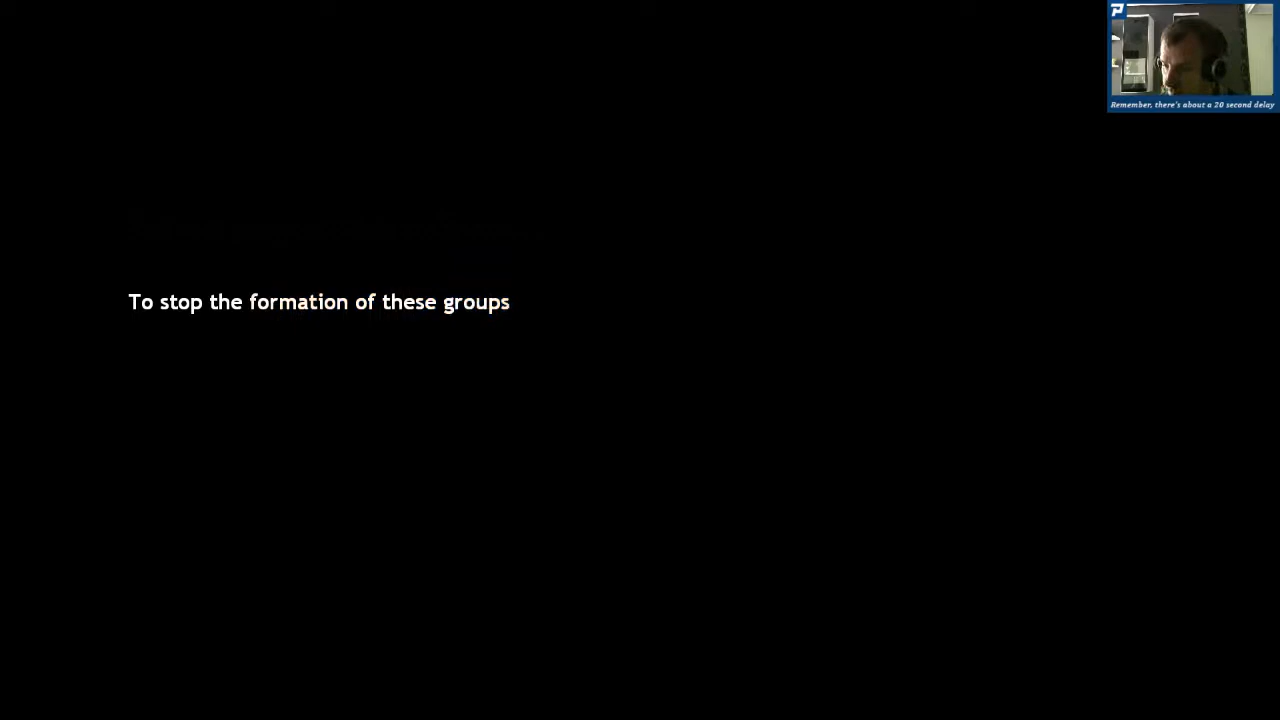 Remember, there's about a 20 second delay
To stop the formation of these groups